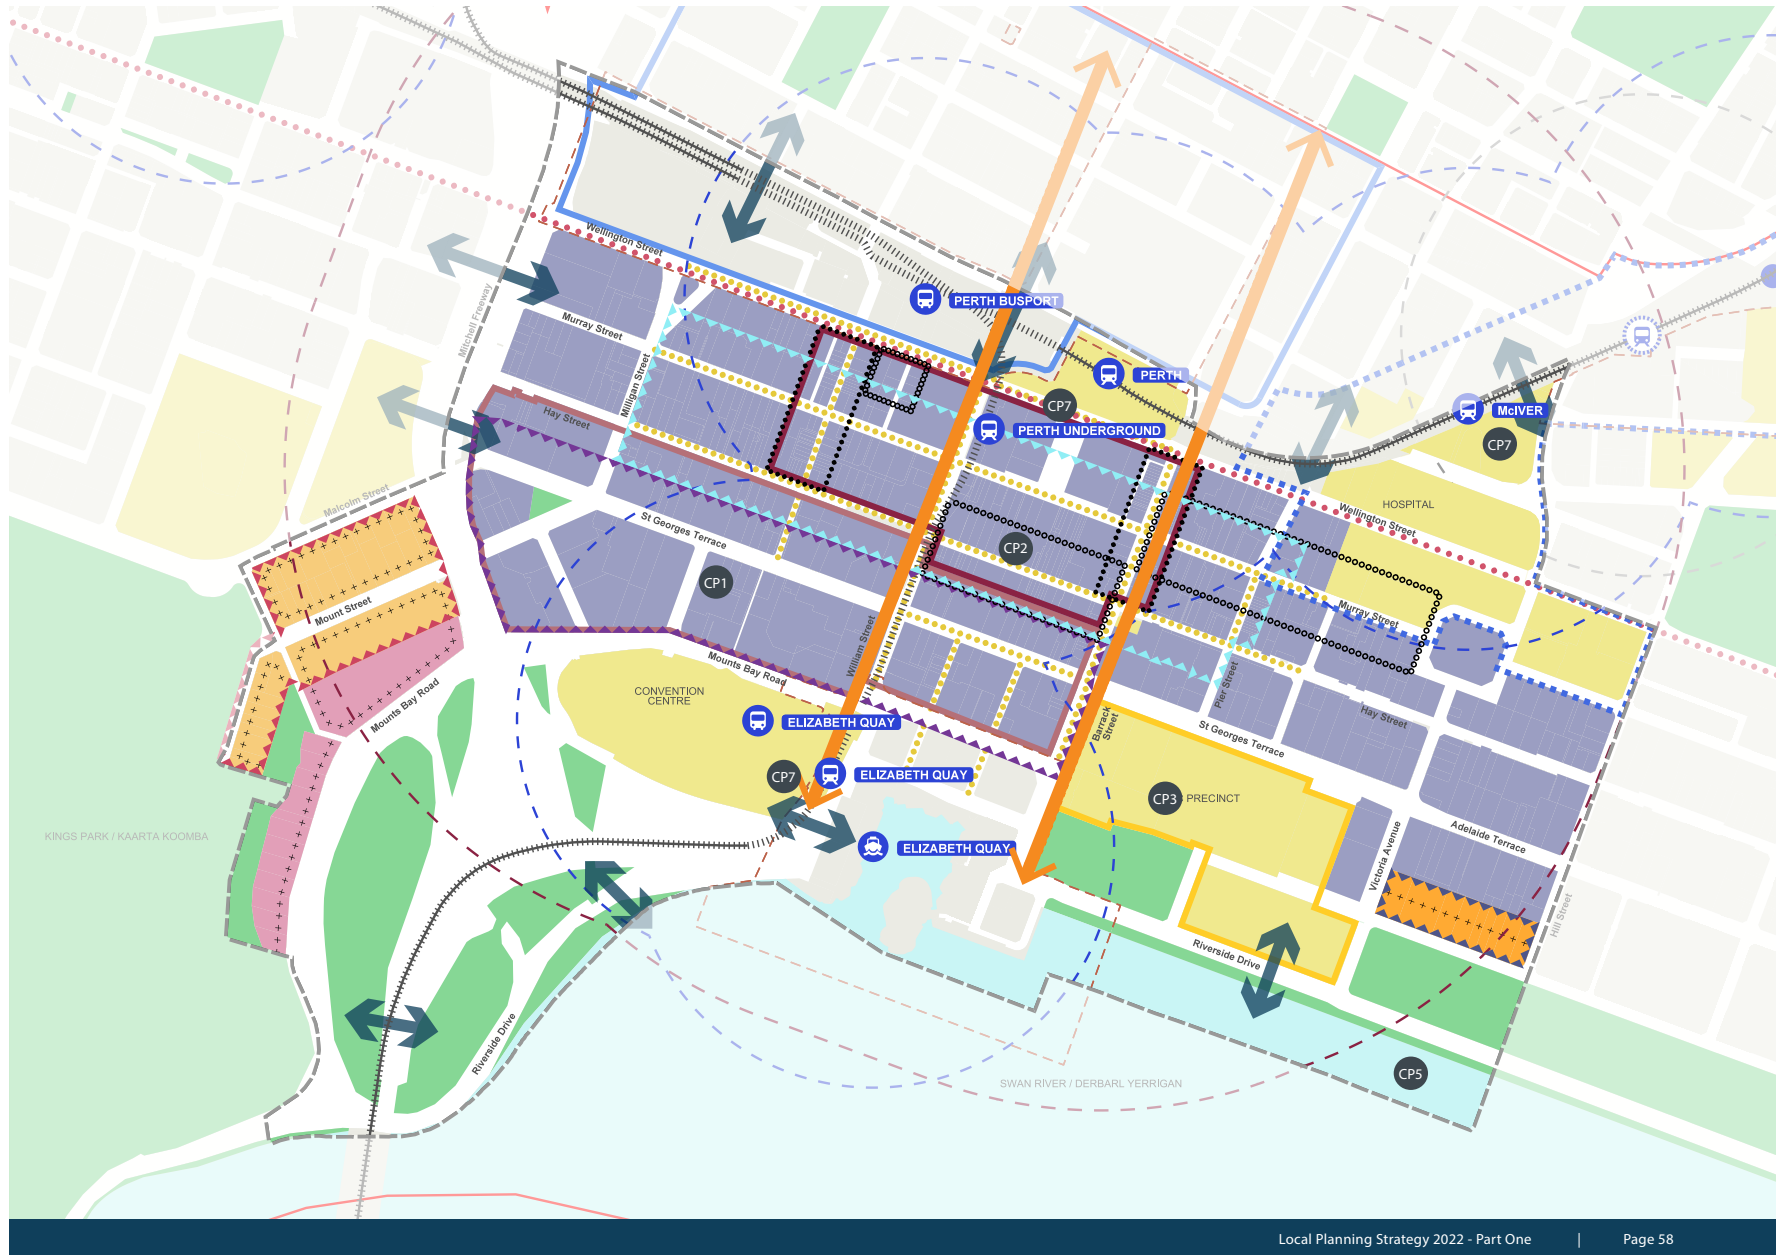 Wellington Street
Mitchell Freeway
Murray Street
PERTH BUSPORT
PERTH
CP7
McIVER
CP7
Milligan Street
Hay Street
PERTH UNDERGROUND
HOSPITAL
Malcolm Street
Wellington Street
St Georges Terrace
CP2
CP1
Mount Street
Murray Street
William Street
Mounts Bay Road
Pier Street
Mounts Bay Road
CONVENTION
CENTRE
ELIZABETH QUAY
Barrack
Street
Hay Street
St Georges Terrace
CP7
ELIZABETH QUAY
CP3
PRECINCT
KINGS PARK / KAARTA KOOMBA
ELIZABETH QUAY
Victoria Avenue
Adelaide Terrace
Hill Street
Riverside Drive
Riverside Drive
CP5
SWAN RIVER / DERBARL YERRIGAN
Local Planning Strategy 2022 - Part One | Page 58